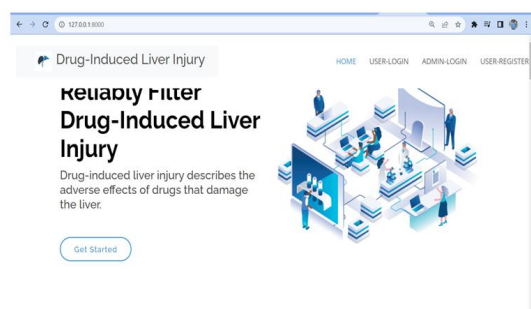 127.0.0.1:8000
Drug-Induced Liver Injury
HOME USER-LOGIN ADMIN-LOGIN USER-REGISTER
Reliably Filter
Drug-Induced Liver
Injury
Drug-induced liver injury describes the
adverse effects of drugs that damage
the liver.
Get Started